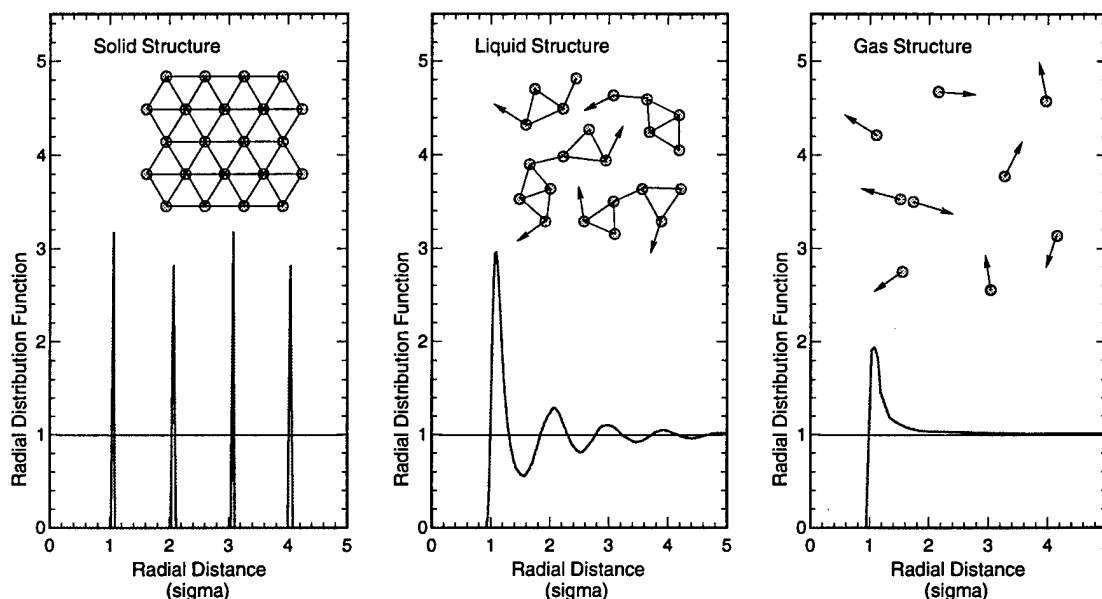 Solid Structure
Radial Distribution Function
5
4
3
2
1
0
0 1 2 3 4 5
Radial Distance
(sigma)
Liquid Structure
Radial Distribution Function
5
4
3
2
1
0
0 1 2 3 4 5
Radial Distance
(sigma)
Gas Structure
Radial Distribution Function
5
4
3
2
1
0
0 1 2 3 4
Radial Distance
(sigma)